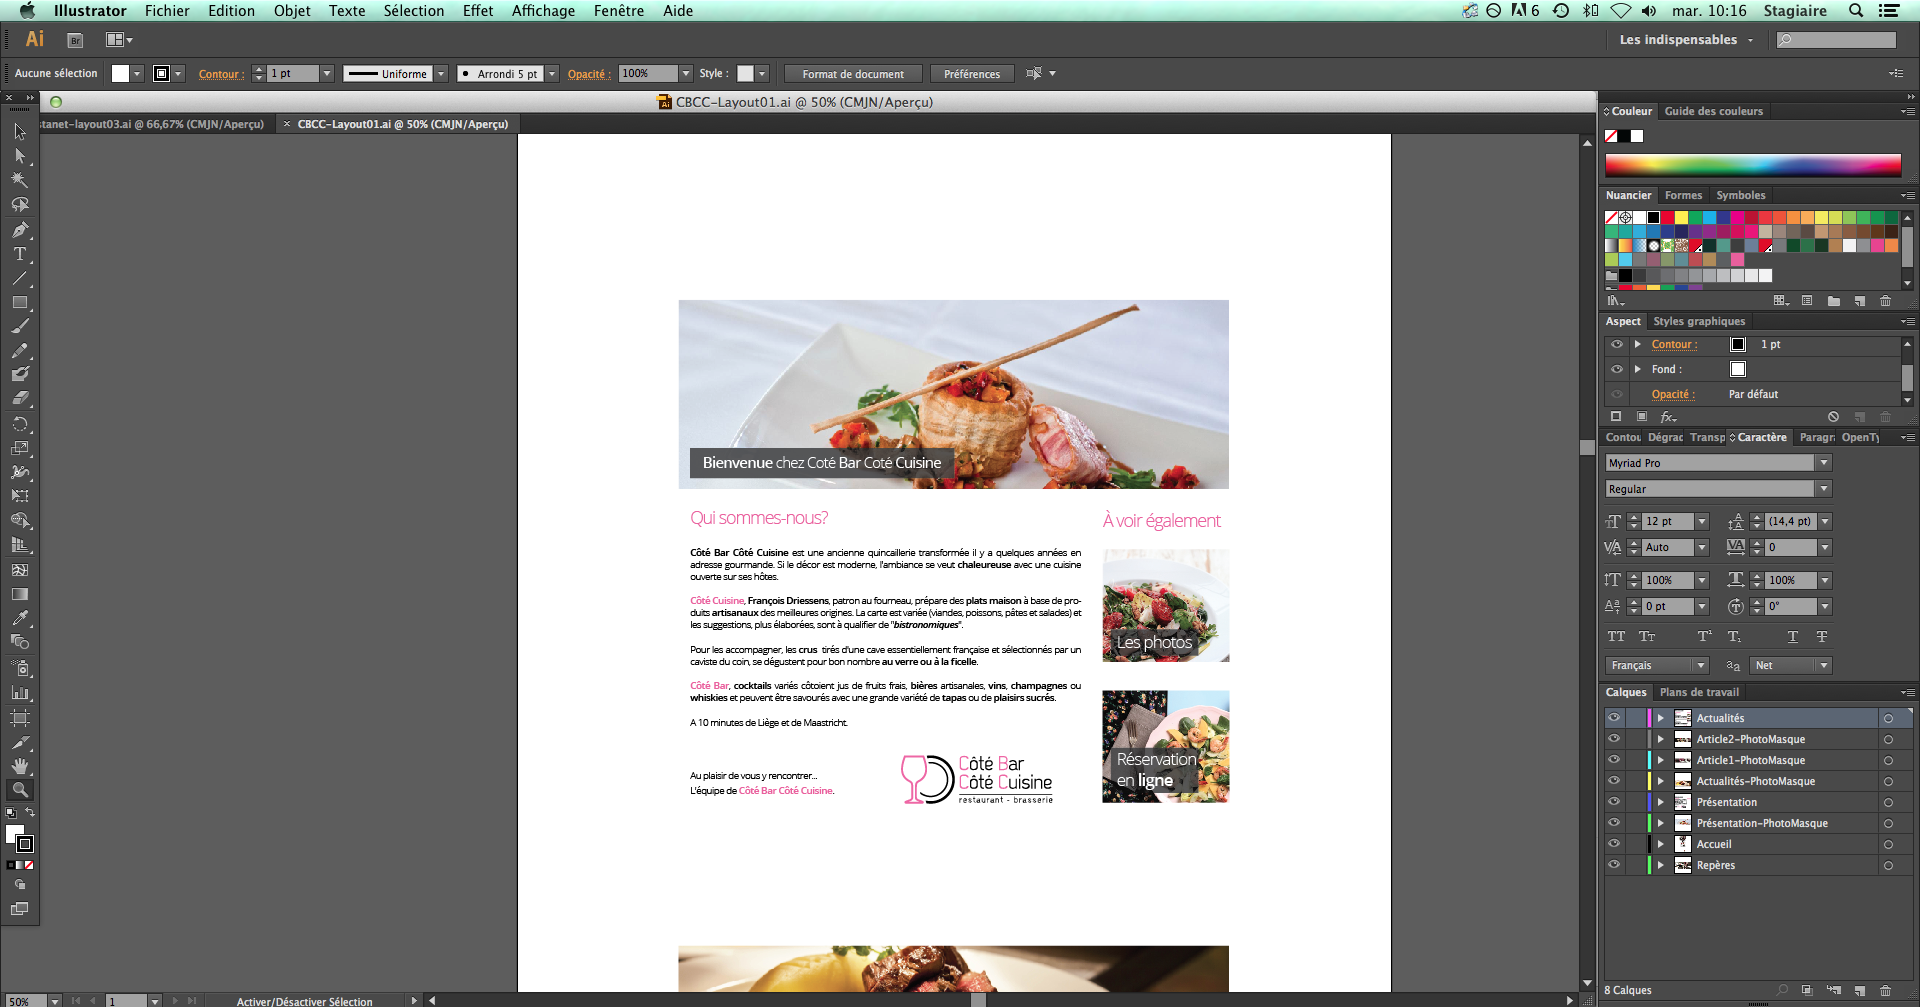 Illustrator Fichier Edition Objet Texte Sélection Effet Affichage Fenêtre Aide 6 mar. 10:16 Stagiaire
Ai Br Les indispensables
Aucune sélection Contour : 1 pt Uniforme Arrondi 5 pt Opacité : 100% Style : Format de document Préférences
CBCC-Layout01.ai @ 50% (CMJN/Aperçu)
tanet-layout03.ai @ 66,67% (CMJN/Aperçu) × CBCC-Layout01.ai @ 50% (CMJN/Aperçu)
Bienvenue chez Coté Bar Coté Cuisine
Qui sommes-nous?
Côté Bar Côté Cuisine est une ancienne quincaillerie transformée il y a quelques années en
adresse gourmande. Si le décor est moderne, l'ambiance se veut chaleureuse avec une cuisine
ouverte sur ses hôtes.
Côté Cuisine, François Driessens, patron au fourneau, prépare des plats maison à base de pro-
duits artisanaux des meilleures origines. La carte est variée (viandes, poissons, pâtes et salades) et
les suggestions, plus élaborées, sont à qualifier de "bistronomiques".
Pour les accompagner, les crus tirés d'une cave essentiellement française et sélectionnés par un
caviste du coin, se dégustent pour bon nombre au verre ou à la ficelle.
Côté Bar, cocktails variés côtoient jus de fruits frais, bières artisanales, vins, champagnes ou
whiskies et peuvent être savourés avec une grande variété de tapas ou de plaisirs sucrés.
A 10 minutes de Liège et de Maastricht.
Au plaisir de vous y rencontrer...
L'équipe de Côté Bar Côté Cuisine.
Côté Bar
Côté Cuisine
restaurant - brasserie
À voir également
Les photos
Réservation
en ligne
Couleur Guide des couleurs
Nuancier Formes Symboles
Aspect Styles graphiques
Contour : 1 pt
Fond :
Opacité : Par défaut
fx
Contou Dégrad Transp Caractère Paragr OpenTy
Myriad Pro
Regular
12 pt (14,4 pt)
Auto 0
100% 100%
0 pt 0°
TT Tt T¹ T₁ T T
Français aa Net
Calques Plans de travail
Actualités
Article2-PhotoMasque
Article1-PhotoMasque
Actualités-PhotoMasque
Présentation
Présentation-PhotoMasque
Accueil
Repères
8 Calques
50% 1 Activer/Désactiver Sélection